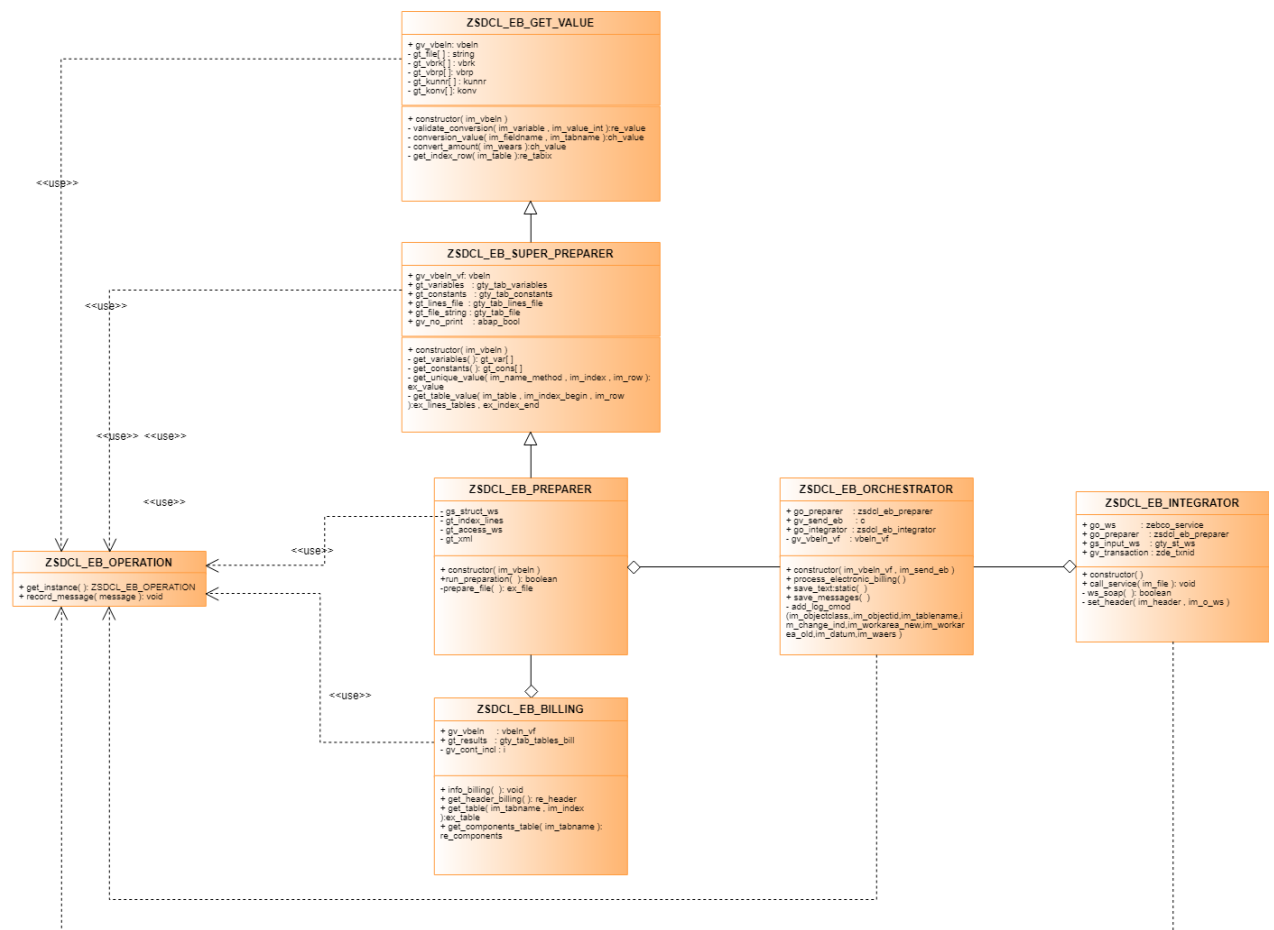 ZSDCL_EB_GET_VALUE
+ gv_vbeln: vbeln
- gt_file[ ] : string
- gt_vbrk[ ] : vbrk
- gt_vbrp[ ]: vbrp
- gt_kunnr[ ] : kunnr
- gt_konv[ ]: konv
+ constructor( im_vbeln )
- validate_conversion( im_variable , im_value_int ):re_value
- conversion_value( im_fieldname , im_tabname ):ch_value
- convert_amount( im_wears ):ch_value
- get_index_row( im_table ):re_tabix
<<use>>
ZSDCL_EB_SUPER_PREPARER
+ gv_vbeln_vf: vbeln
+ gt_variables : gty_tab_variables
+ gt_constants : gty_tab_constants
+ gt_lines_file : gty_tab_lines_file
+ gt_file_string : gty_tab_file
+ gv_no_print : abap_bool
+ constructor( im_vbeln )
- get_variables( ): gt_var[ ]
- get_constants( ): gt_cons[ ]
- get_unique_value( im_name_method , im_index , im_row ):
ex_value
- get_table_value( im_table , im_index_begin , im_row
):ex_lines_tables , ex_index_end
<<use>>
<<use>> <<use>>
<<use>>
ZSDCL_EB_PREPARER
- gs_struct_ws
- gt_index_lines
- gt_access_ws
- gt_xml
+ constructor( im_vbeln )
+run_preparation( ): boolean
-prepare_file( ): ex_file
<<use>>
ZSDCL_EB_ORCHESTRATOR
+ go_preparer : zsdcl_eb_preparer
+ gv_send_eb : c
+ go_integrator : zsdcl_eb_integrator
- gv_vbeln_vf : vbeln_vf
+ constructor( im_vbeln_vf , im_send_eb )
+ process_electronic_billing( )
+ save_text:static( )
+ save_messages( )
- add_log_cmod
(im_objectclass,,im_objectid,im_tablename,i
m_change_ind,im_workarea_new,im_workar
ea_old,im_datum,im_waers )
ZSDCL_EB_INTEGRATOR
+ go_ws : zebco_service
+ go_preparer : zsdcl_eb_preparer
+ gs_input_ws : gty_st_ws
+ gv_transaction : zde_txnid
+ constructor( )
+ call_service( im_file ): void
- ws_soap( ): boolean
- set_header( im_header , im_o_ws )
ZSDCL_EB_OPERATION
+ get_instance( ): ZSDCL_EB_OPERATION
+ record_message( message ): void
<<use>>
ZSDCL_EB_BILLING
+ gv_vbeln : vbeln_vf
+ gt_results : gty_tab_tables_bill
- gv_cont_incl : i
+ info_billing( ): void
+ get_header_billing( ): re_header
+ get_table( im_tabname , im_index
):ex_table
+ get_components_table( im_tabname ):
re_components